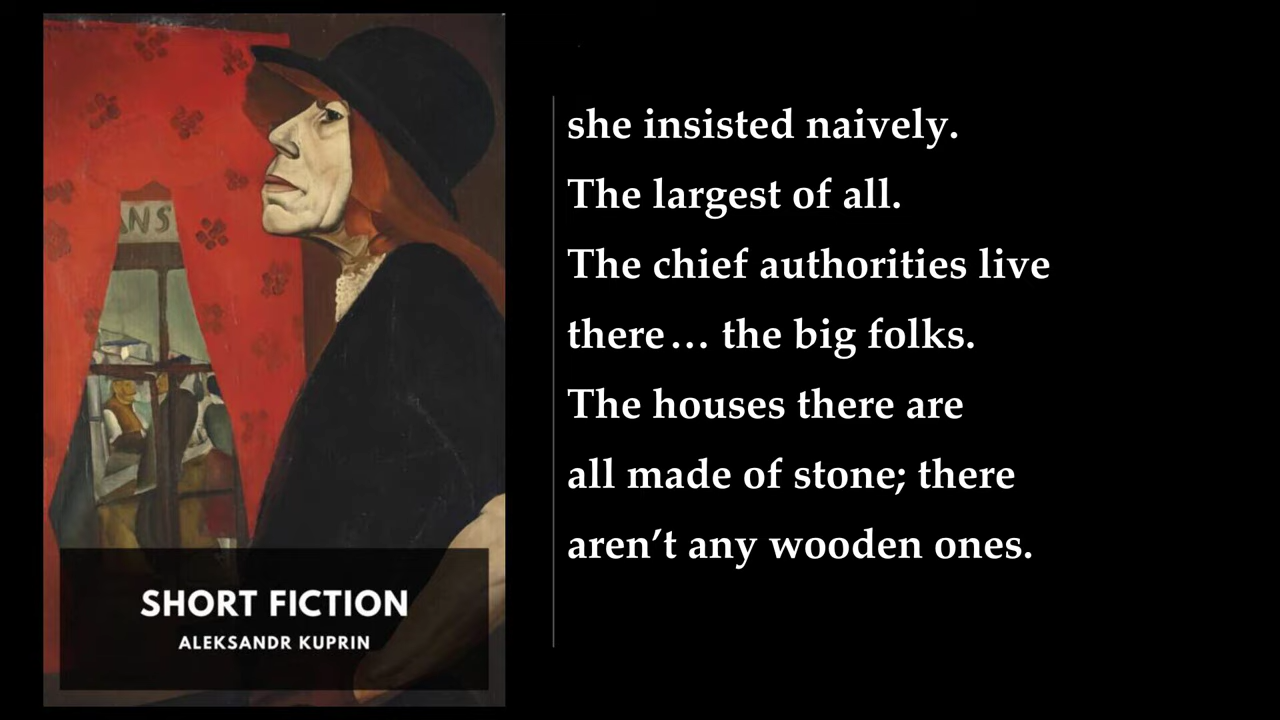 ANS
SHORT FICTION
ALEKSANDR KUPRIN
she insisted naively.
The largest of all.
The chief authorities live
there… the big folks.
The houses there are
all made of stone; there
aren’t any wooden ones.